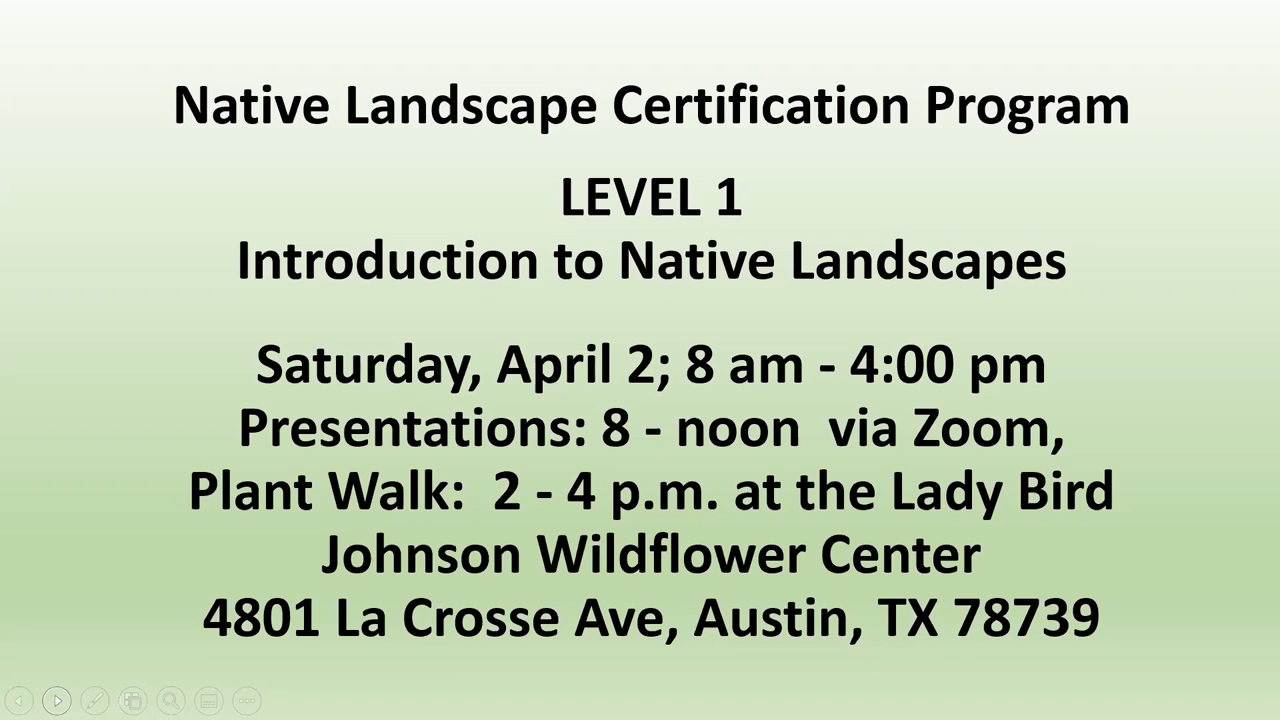 Native Landscape Certification Program
LEVEL 1
Introduction to Native Landscapes
Saturday, April 2; 8 am - 4:00 pm
Presentations: 8 - noon  via Zoom,
Plant Walk:  2 - 4 p.m. at the Lady Bird
Johnson Wildflower Center
4801 La Crosse Ave, Austin, TX 78739